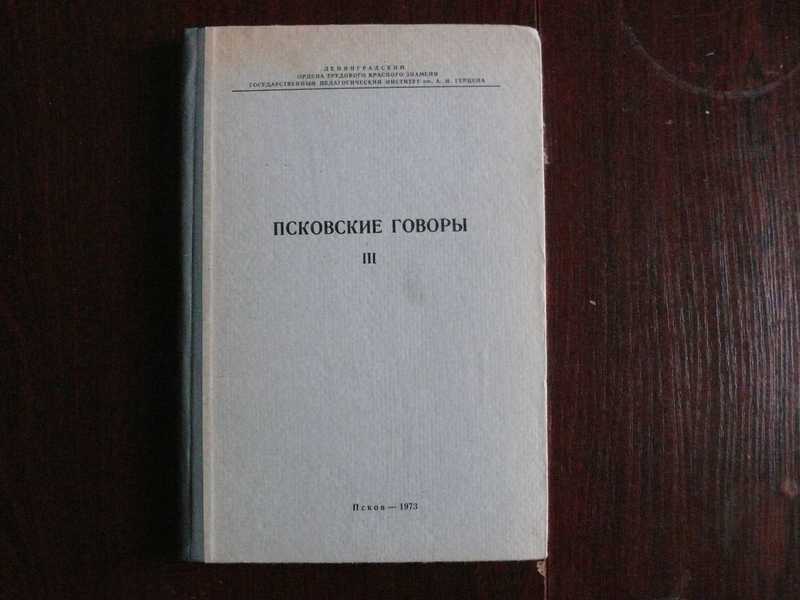 ЛЕНИНГРАДСКИЙ
ОРДЕНА ТРУДОВОГО КРАСНОГО ЗНАМЕНИ
ГОСУДАРСТВЕННЫЙ ПЕДАГОГИЧЕСКИЙ ИНСТИТУТ им. А. И. ГЕРЦЕНА
ПСКОВСКИЕ ГОВОРЫ
III
Псков — 1973